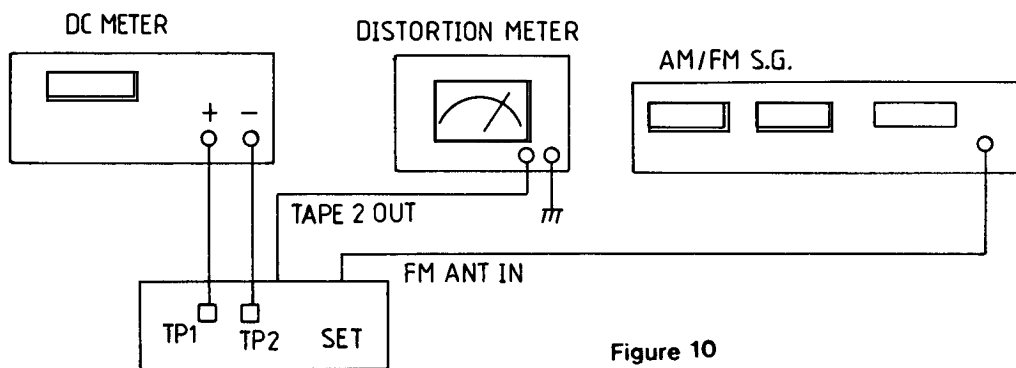 DC METER
DISTORTION METER
AM/FM S.G.
+ −
TAPE 2 OUT
FM ANT IN
TP1 TP2 SET
Figure 10